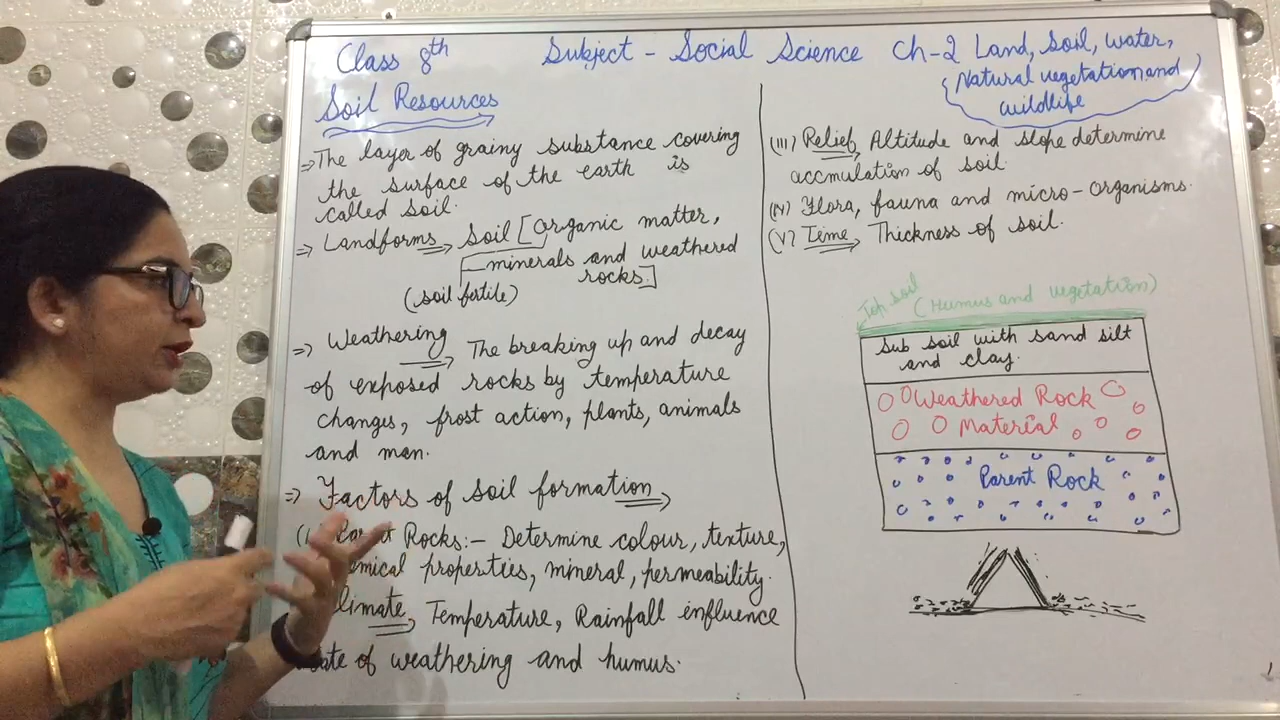 Class 8th Subject - Social Science Ch-2 Land, Soil, water,
(Natural vegetation and
wildlife
Soil Resources
⇒ The layer of grainy substance covering
the surface of the earth is
called soil.
⇒ Landforms → Soil [Organic matter,
minerals and weathered
rocks.]
(soil fertile)
⇒ Weathering → The breaking up and decay
of exposed rocks by temperature
changes, frost action, plants, animals
and man.
⇒ Factors of soil formation →
Rocks:- Determine colour, texture,
properties, mineral, permeability.
Temperature, Rainfall influence
of weathering and humus.
(III) Relief → Altitude and slope determine
accmulation of soil.
(IV) Flora, fauna and micro-organisms.
(V) Time → Thickness of soil.
Top soil (Humus and vegetation)
Sub soil with sand silt
and clay.
Weathered Rock
Material
Parent Rock